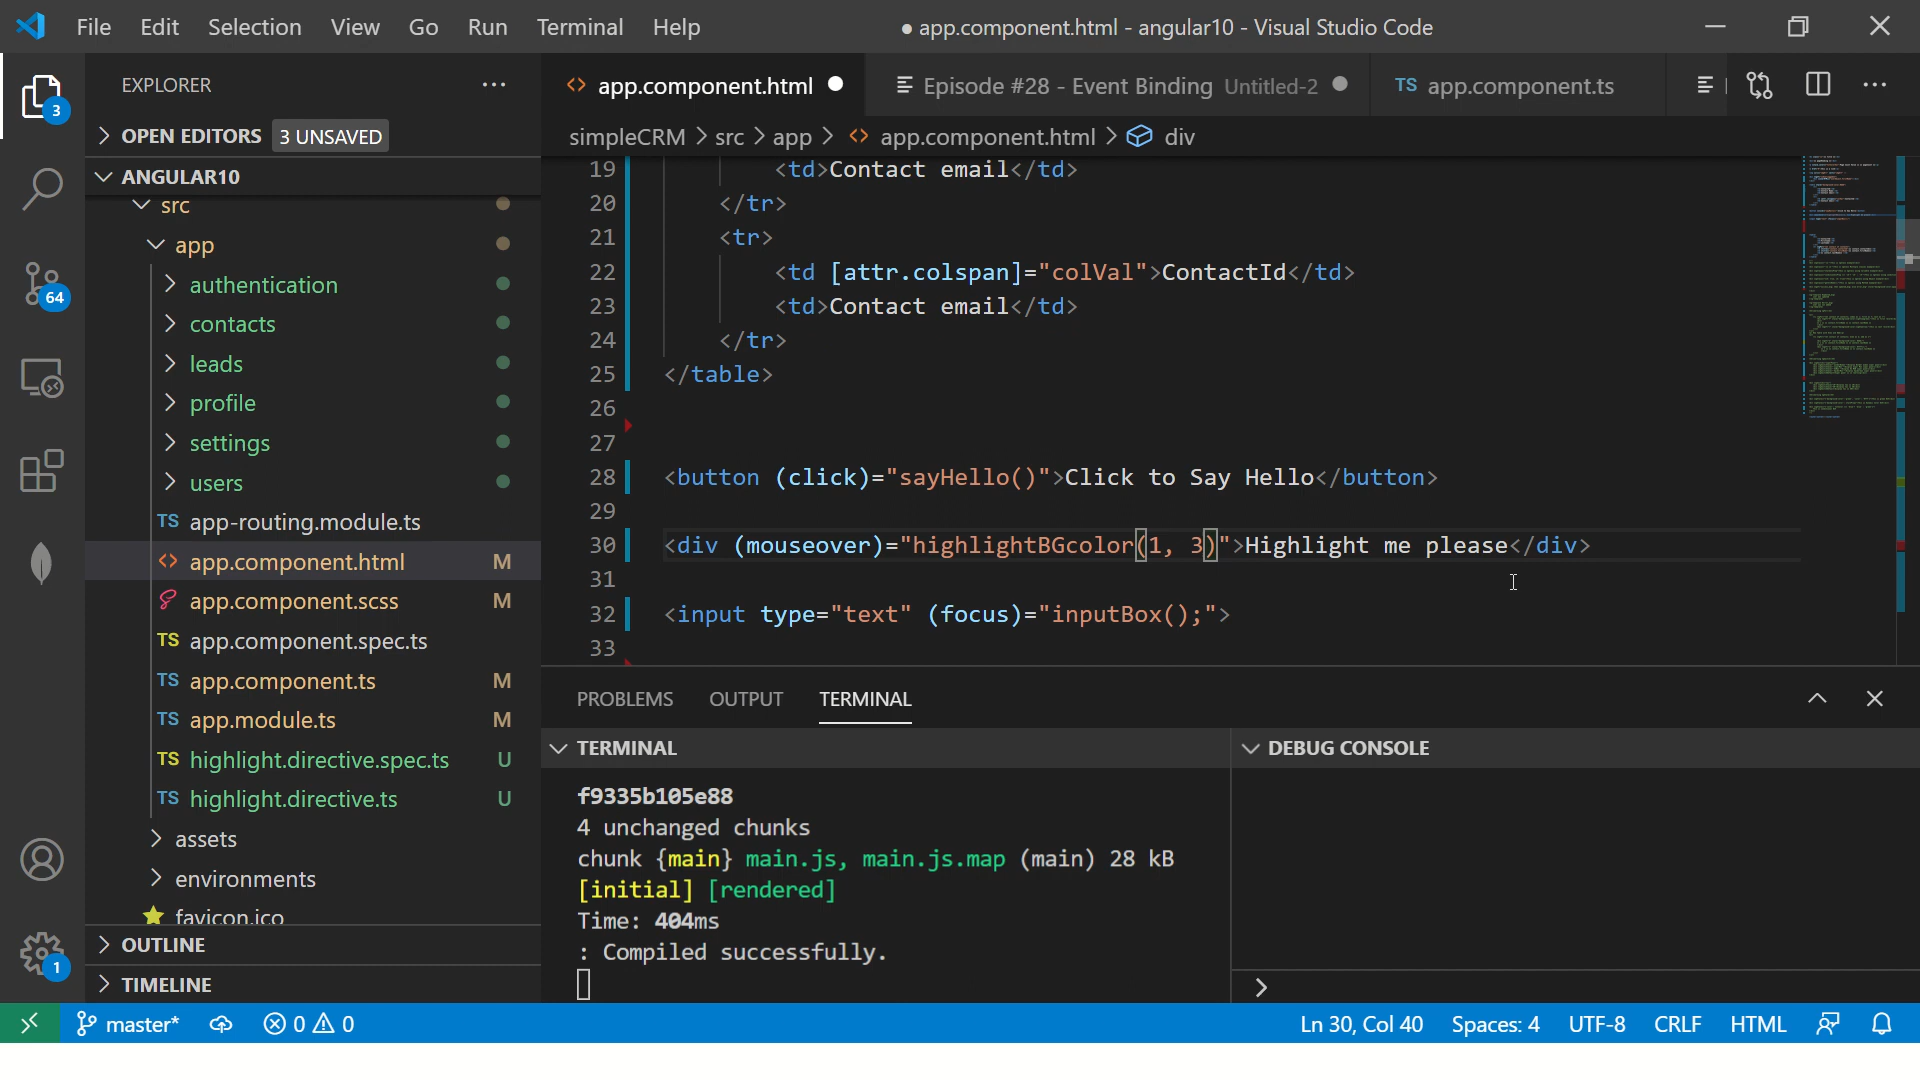 File Edit Selection View Go Run Terminal Help ● app.component.html - angular10 - Visual Studio Code
EXPLORER ···
app.component.html Episode #28 - Event Binding Untitled-2 TS app.component.ts ···
3
OPEN EDITORS 3 UNSAVED
simpleCRM > src > app > app.component.html > div
ANGULAR10
src
app
authentication
contacts
leads
profile
settings
users
TS app-routing.module.ts
app.component.html M
app.component.scss M
TS app.component.spec.ts
TS app.component.ts M
TS app.module.ts M
TS highlight.directive.spec.ts U
TS highlight.directive.ts U
assets
environments
favicon.ico
OUTLINE
TIMELINE
64
1
19 <td>Contact email</td>
20 </tr>
21 <tr>
22 <td [attr.colspan]="colVal">ContactId</td>
23 <td>Contact email</td>
24 </tr>
25 </table>
26
27
28 <button (click)="sayHello()">Click to Say Hello</button>
29
30 <div (mouseover)="highlightBGcolor(1, 3)">Highlight me please</div>
31
32 <input type="text" (focus)="inputBox();">
33
PROBLEMS OUTPUT TERMINAL
TERMINAL
f9335b105e88
4 unchanged chunks
chunk {main} main.js, main.js.map (main) 28 kB
[initial] [rendered]
Time: 404ms
: Compiled successfully.
DEBUG CONSOLE
>
master* 0 0 Ln 30, Col 40 Spaces: 4 UTF-8 CRLF HTML